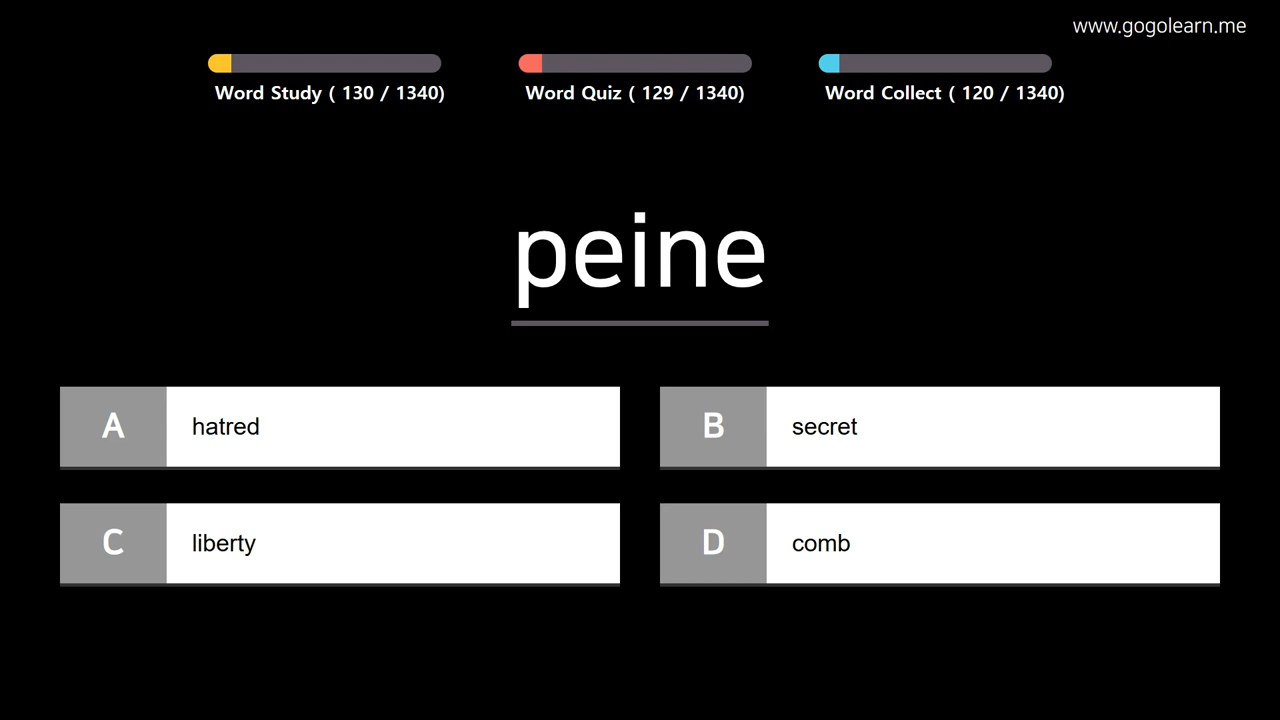 www.gogolearn.me
Word Study ( 130 / 1340)
Word Quiz ( 129 / 1340)
Word Collect ( 120 / 1340)
peine
A hatred
B secret
C liberty
D comb